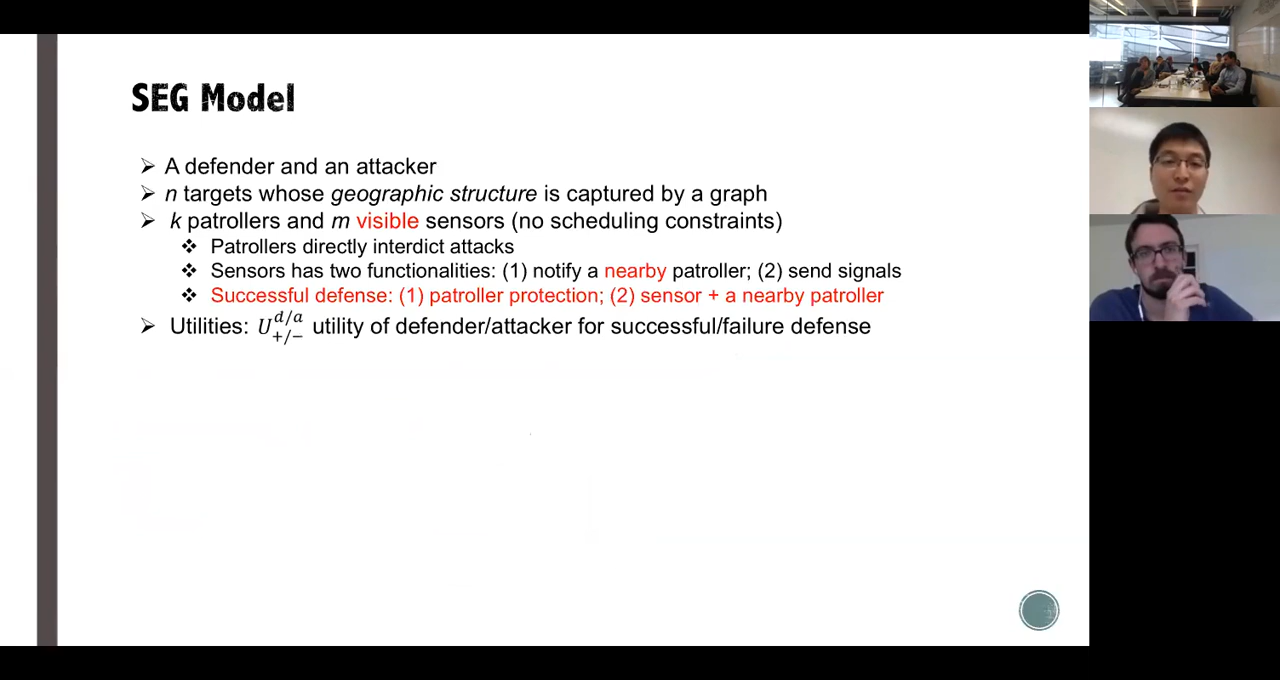 SEG Model
➢ A defender and an attacker
➢ n targets whose geographic structure is captured by a graph
➢ k patrollers and m visible sensors (no scheduling constraints)
❖ Patrollers directly interdict attacks
❖ Sensors has two functionalities: (1) notify a nearby patroller; (2) send signals
❖ Successful defense: (1) patroller protection; (2) sensor + a nearby patroller
➢ Utilities: U_{+/−}^{d/a} utility of defender/attacker for successful/failure defense